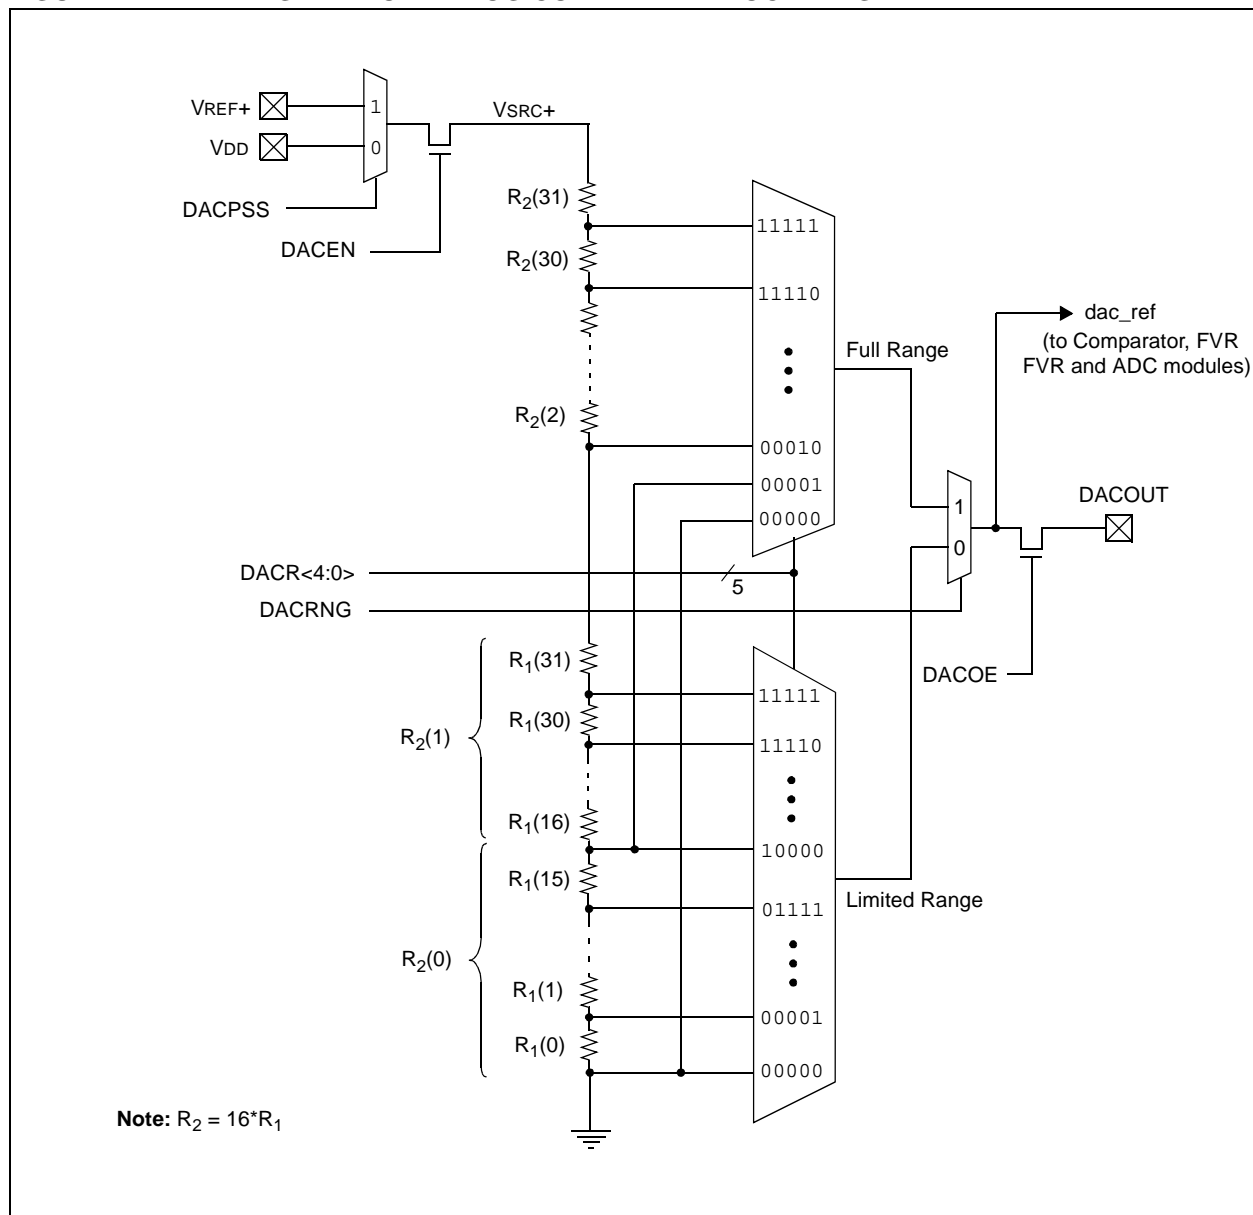 VREF+
1
VSRC+
VDD
0
R2(31)
DACPSS
11111
DACEN
R2(30)
11110
dac_ref
(to Comparator, FVR
FVR and ADC modules)
Full Range
R2(2)
00010
00001
DACOUT
1
00000
0
DACR<4:0>
5
DACRNG
R1(31)
DACOE
11111
R1(30)
R2(1)
11110
R1(16)
10000
R1(15)
Limited Range
01111
R2(0)
R1(1)
00001
R1(0)
00000
Note: R2 = 16*R1